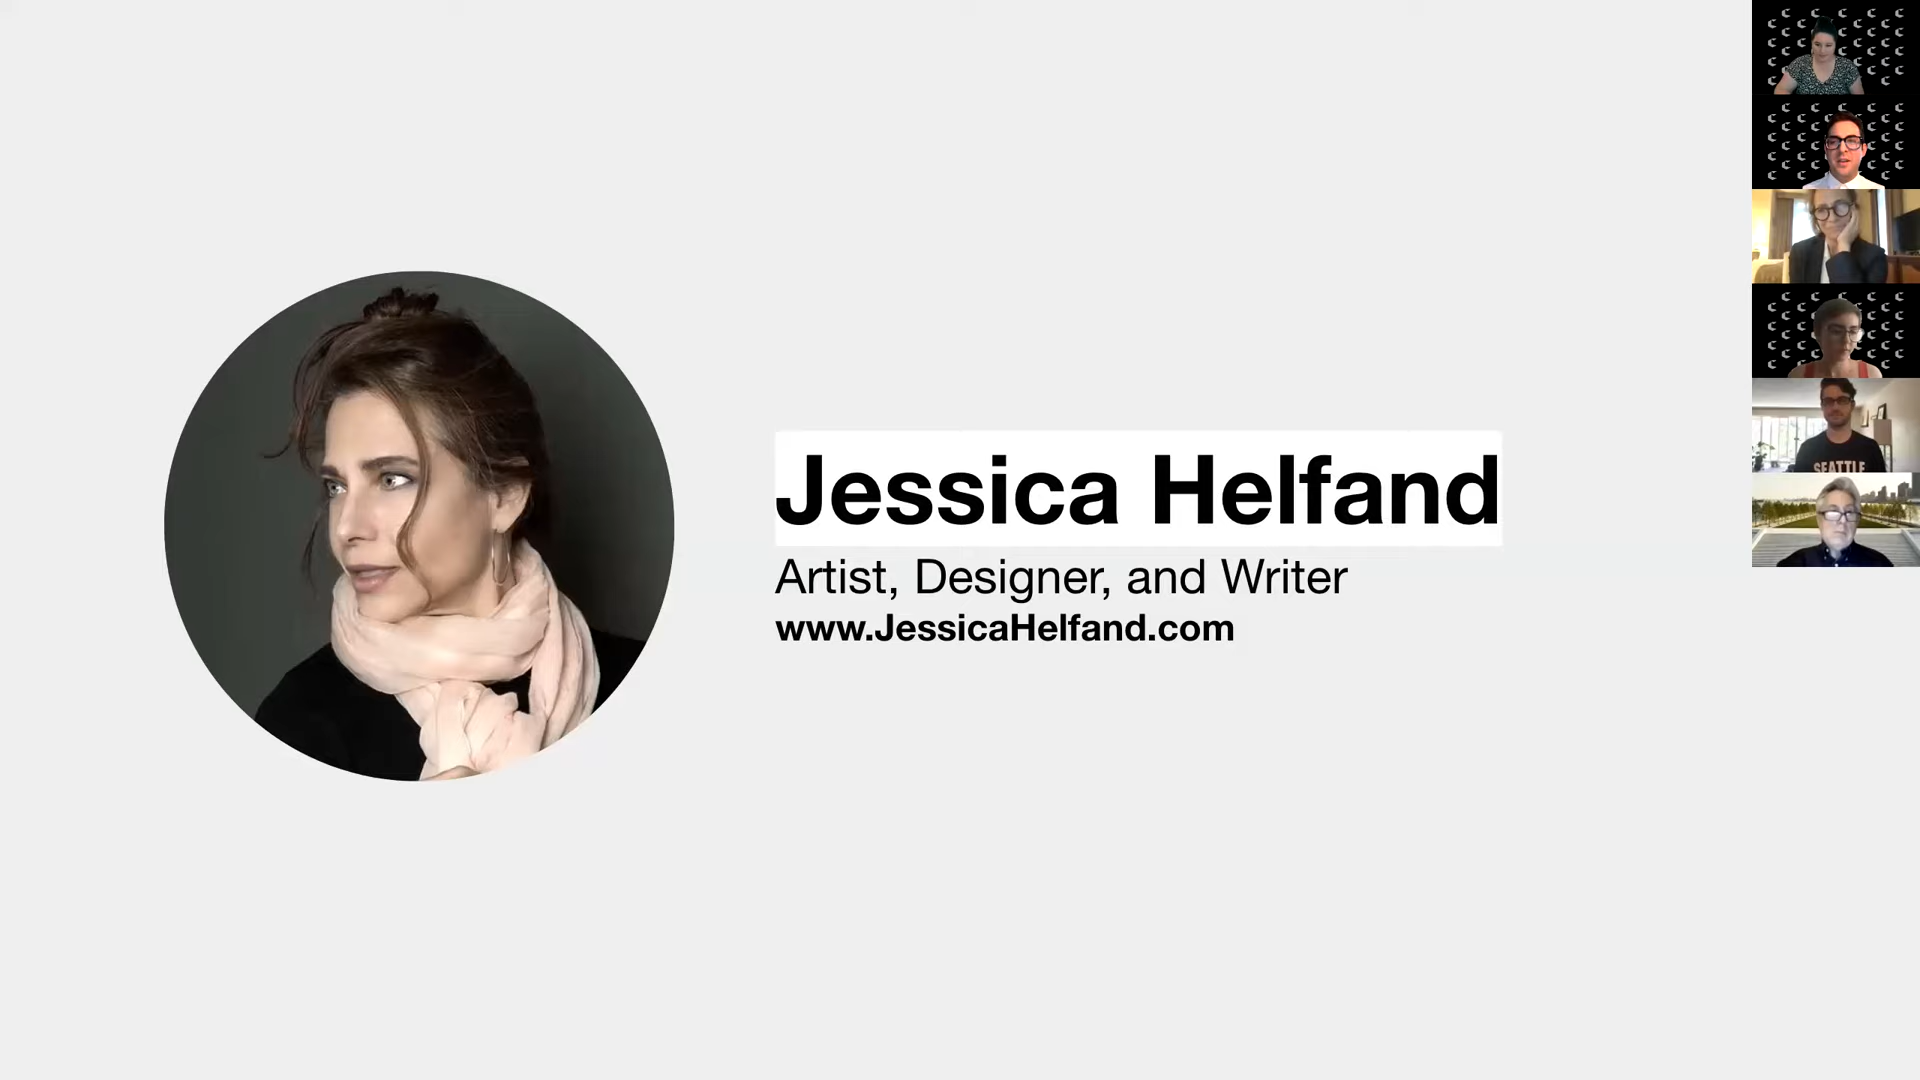 Jessica Helfand
Artist, Designer, and Writer
www.JessicaHelfand.com
SEATTLE